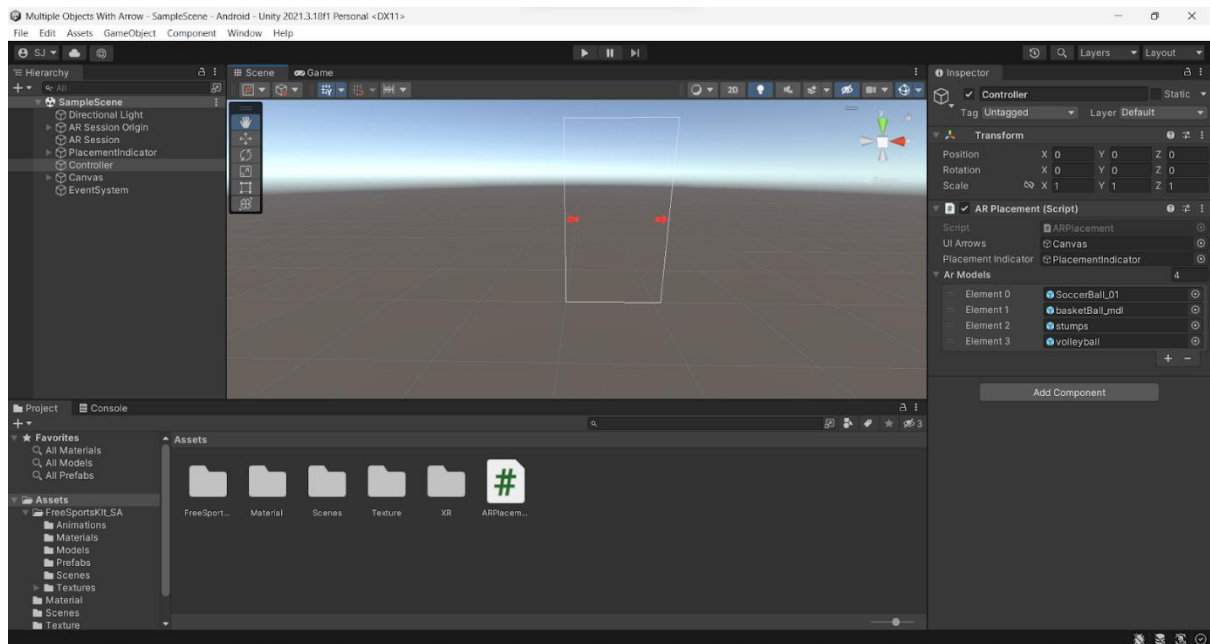 Multiple Objects With Arrow - SampleScene - Android - Unity 2021.3.18f1 Personal <DX11>
File Edit Assets GameObject Component Window Help
SJ
Layers
Layout
Hierarchy
All
SampleScene
Directional Light
AR Session Origin
AR Session
PlacementIndicator
Controller
Canvas
EventSystem
Scene Game
2D
Inspector
Controller Static
Tag Untagged Layer Default
Transform
Position X 0 Y 0 Z 0
Rotation X 0 Y 0 Z 0
Scale X 1 Y 1 Z 1
# AR Placement (Script)
Script ARPlacement
UI Arrows Canvas
Placement Indicator PlacementIndicator
Ar Models 4
Element 0 SoccerBall_01
Element 1 basketBall_mdl
Element 2 stumps
Element 3 volleyball
+ -
Add Component
Project Console
3
Favorites
All Materials
All Models
All Prefabs
Assets
FreeSportsKit_SA
Animations
Materials
Models
Prefabs
Scenes
Textures
Material
Scenes
Texture
Assets
#
FreeSport... Material Scenes Texture XR ARPlacem...